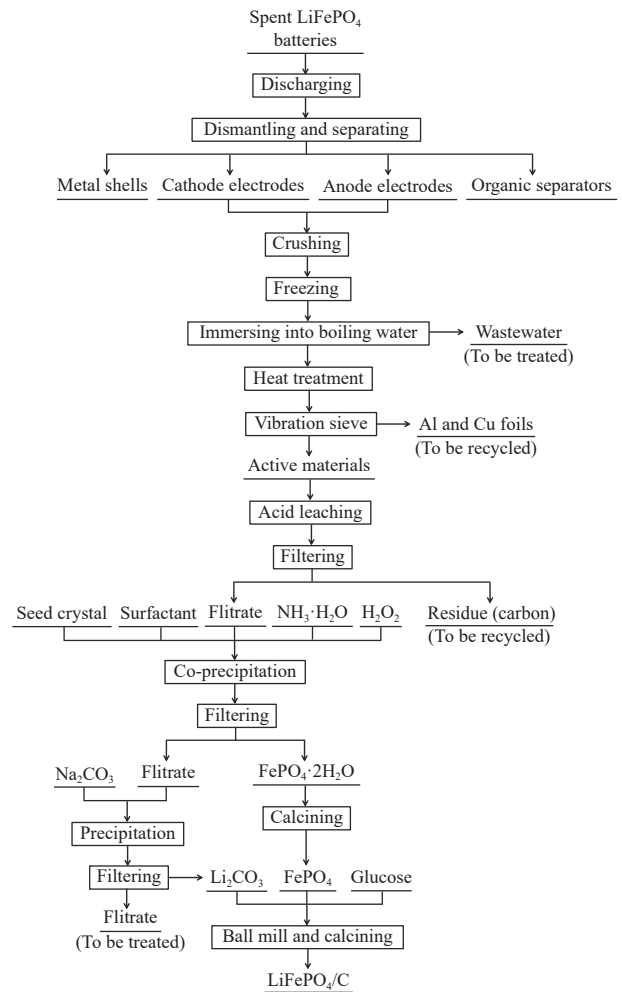 Spent LiFePO₄
batteries
Discharging
Dismantling and separating
Metal shells Cathode electrodes Anode electrodes Organic separators
Crushing
Freezing
Immersing into boiling water Wastewater
(To be treated)
Heat treatment
Vibration sieve Al and Cu foils
(To be recycled)
Active materials
Acid leaching
Filtering
Seed crystal Surfactant Flitrate NH₃·H₂O H₂O₂ Residue (carbon)
(To be recycled)
Co-precipitation
Filtering
Na₂CO₃ Flitrate FePO₄·2H₂O
Calcining
Precipitation
Filtering Li₂CO₃ FePO₄ Glucose
Flitrate
(To be treated)
Ball mill and calcining
LiFePO₄/C